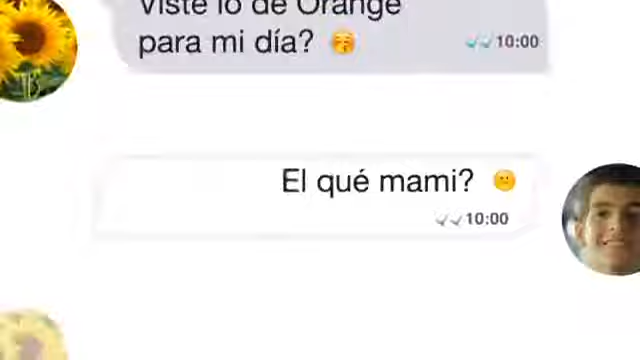 Viste lo de Orange
para mi día? 😚
10:00
El qué mami? 😕
10:00